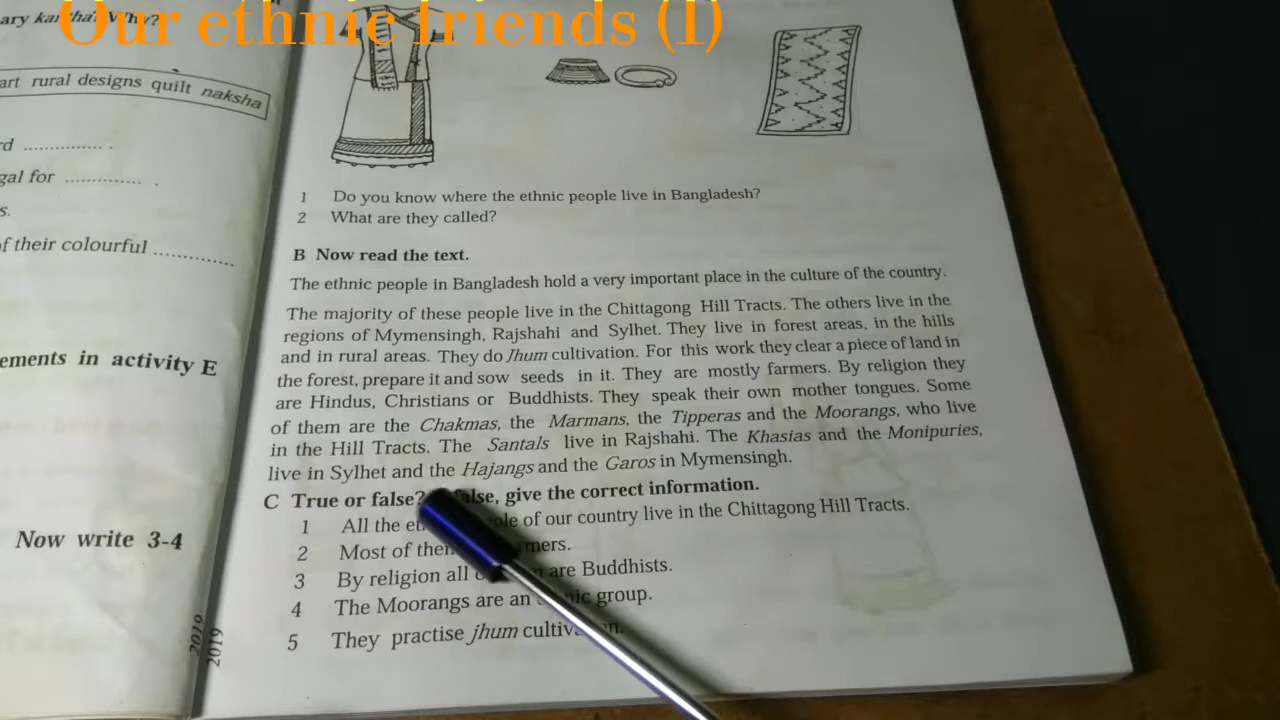 Our ethnic friends (I)
ary kantha? Why?
art rural designs quilt naksha
rd ............... .
gal for .............. .
s.
f their colourful ...............
ements in activity E
Now write 3-4
2019
2019
1 Do you know where the ethnic people live in Bangladesh?
2 What are they called?
B Now read the text.
The ethnic people in Bangladesh hold a very important place in the culture of the country.
The majority of these people live in the Chittagong Hill Tracts. The others live in the
regions of Mymensingh, Rajshahi and Sylhet. They live in forest areas, in the hills
and in rural areas. They do Jhum cultivation. For this work they clear a piece of land in
the forest, prepare it and sow seeds in it. They are mostly farmers. By religion they
are Hindus, Christians or Buddhists. They speak their own mother tongues. Some
of them are the Chakmas, the Marmans, the Tipperas and the Moorangs, who live
in the Hill Tracts. The Santals live in Rajshahi. The Khasias and the Monipuries,
live in Sylhet and the Hajangs and the Garos in Mymensingh.
C True or false? false, give the correct information.
1 All the et ple of our country live in the Chittagong Hill Tracts.
2 Most of them mers.
3 By religion all are Buddhists.
4 The Moorangs are an nic group.
5 They practise jhum cultivation.